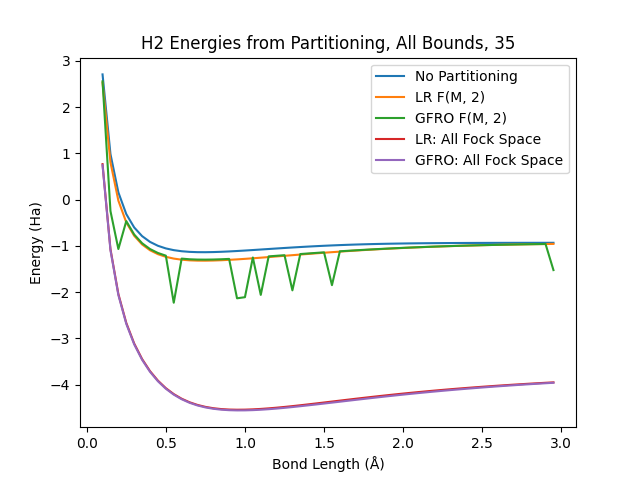 H2 Energies from Partitioning, All Bounds, 35
No Partitioning
LR F(M, 2)
GFRO F(M, 2)
LR: All Fock Space
GFRO: All Fock Space
Energy (Ha)
3
2
1
0
−1
−2
−3
−4
0.0 0.5 1.0 1.5 2.0 2.5 3.0
Bond Length (Å)